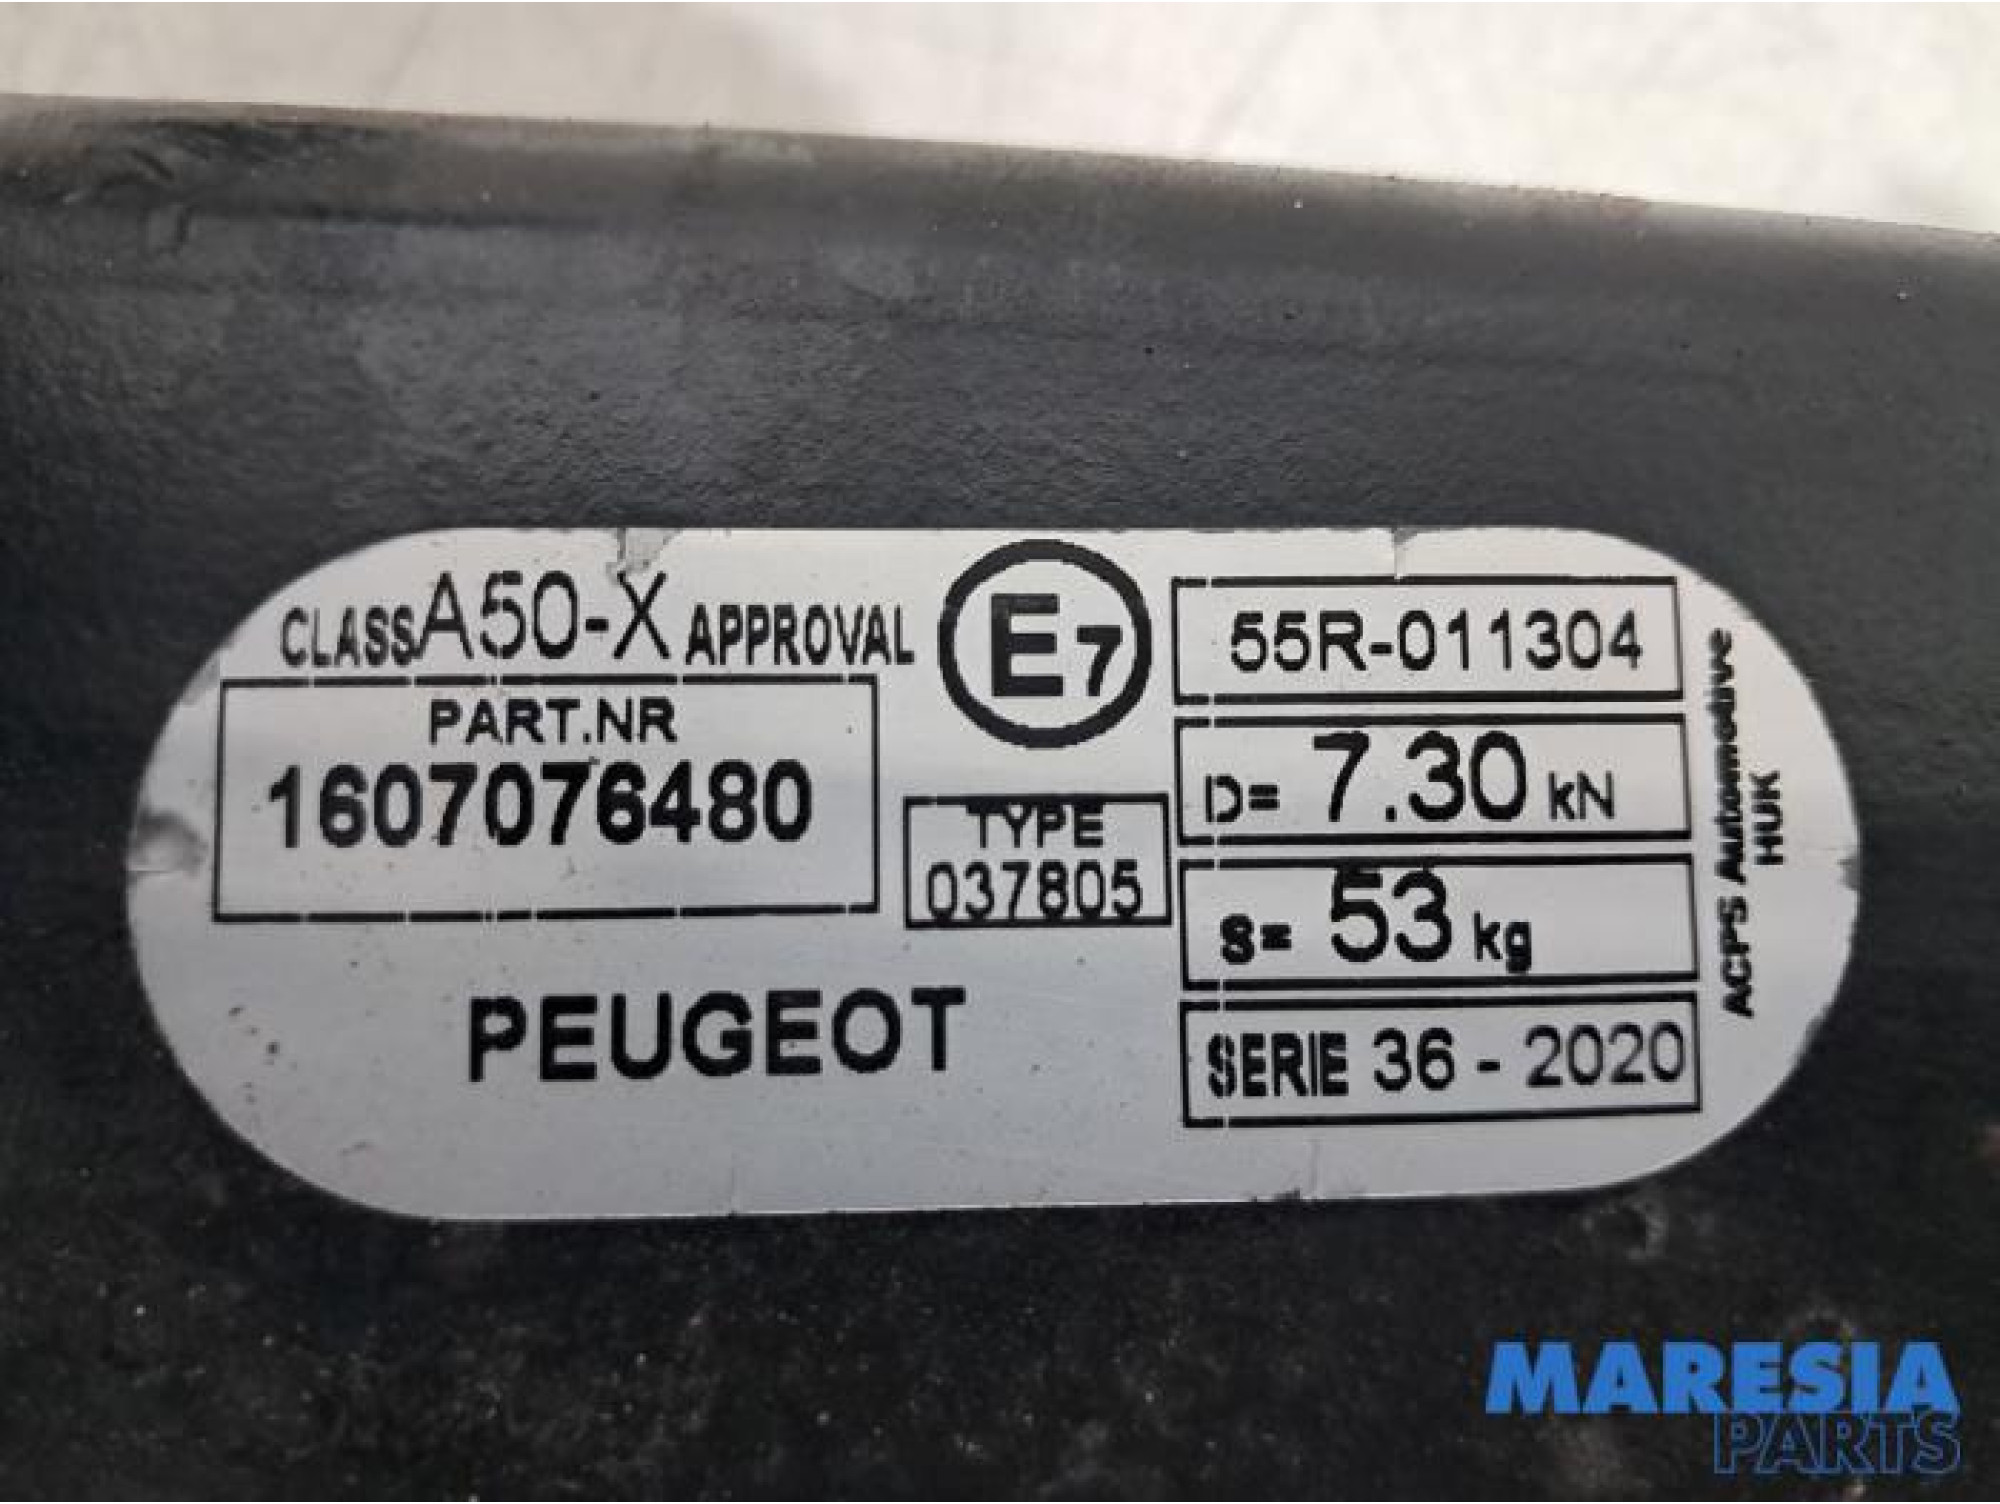 CLASS A50-X APPROVAL E7
55R-011304
PART.NR
1607076480
TYPE
037805
D= 7.30 kN
S= 53 kg
SERIE 36 - 2020
PEUGEOT
ACPS Automotive
HUK
MARESIA
PARTS